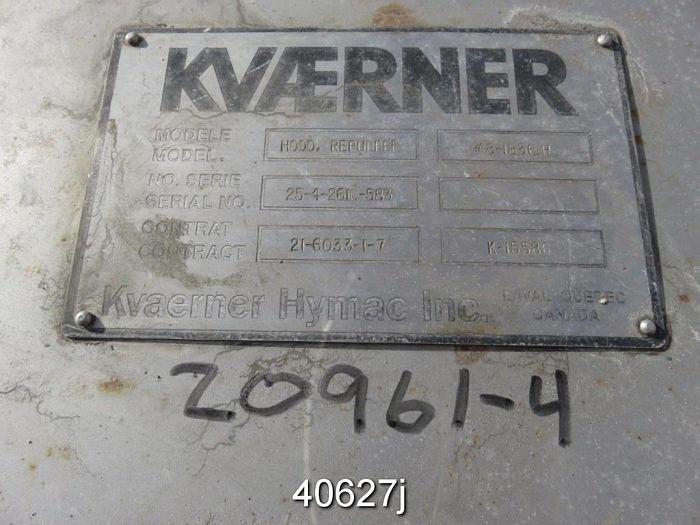 KVÆRNER
MODELE
MODEL. HOOD. REPULPER
NO. SERIE
SERIAL NO. 25-4-2610-583
CONTRAT
CONTRACT 21-6033-1-7 K-15586
Kvaerner Hymac Inc. LAVAL QUEBEC
CANADA
20961-4
40627j